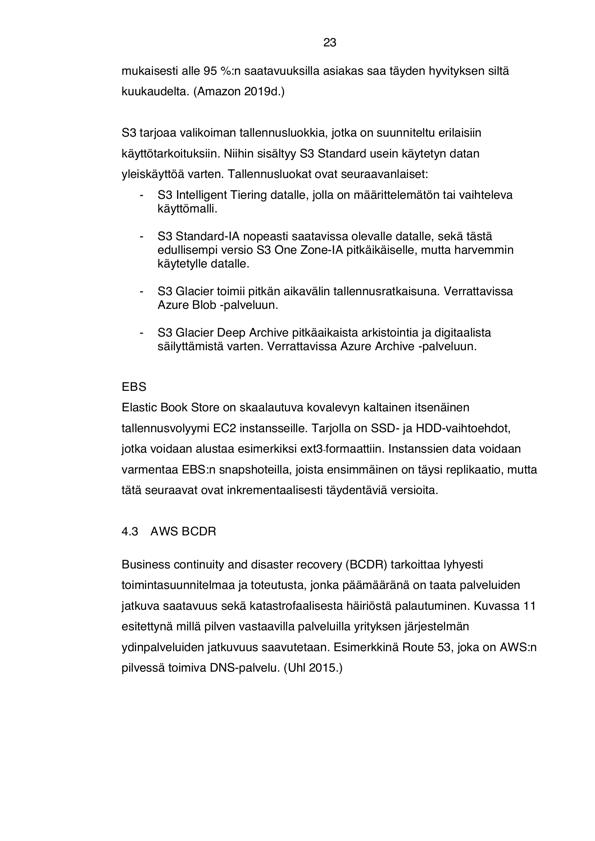 23
mukaisesti alle 95 %:n saatavuuksilla asiakas saa täyden hyvityksen siltä
kuukaudelta. (Amazon 2019d.)
S3 tarjoaa valikoiman tallennusluokkia, jotka on suunniteltu erilaisiin
käyttötarkoituksiin. Niihin sisältyy S3 Standard usein käytetyn datan
yleiskäyttöä varten. Tallennusluokat ovat seuraavanlaiset:
- S3 Intelligent Tiering datalle, jolla on määrittelemätön tai vaihteleva
käyttömalli.
- S3 Standard-IA nopeasti saatavissa olevalle datalle, sekä tästä
edullisempi versio S3 One Zone-IA pitkäikäiselle, mutta harvemmin
käytetylle datalle.
- S3 Glacier toimii pitkän aikavälin tallennusratkaisuna. Verrattavissa
Azure Blob -palveluun.
- S3 Glacier Deep Archive pitkäaikaista arkistointia ja digitaalista
säilyttämistä varten. Verrattavissa Azure Archive -palveluun.
EBS
Elastic Book Store on skaalautuva kovalevyn kaltainen itsenäinen
tallennusvolyymi EC2 instansseille. Tarjolla on SSD- ja HDD-vaihtoehdot,
jotka voidaan alustaa esimerkiksi ext3-formaattiin. Instanssien data voidaan
varmentaa EBS:n snapshoteilla, joista ensimmäinen on täysi replikaatio, mutta
tätä seuraavat ovat inkrementaalisesti täydentäviä versioita.
4.3 AWS BCDR
Business continuity and disaster recovery (BCDR) tarkoittaa lyhyesti
toimintasuunnitelmaa ja toteutusta, jonka päämääränä on taata palveluiden
jatkuva saatavuus sekä katastrofaalisesta häiriöstä palautuminen. Kuvassa 11
esitettynä millä pilven vastaavilla palveluilla yrityksen järjestelmän
ydinpalveluiden jatkuvuus saavutetaan. Esimerkkinä Route 53, joka on AWS:n
pilvessä toimiva DNS-palvelu. (Uhl 2015.)